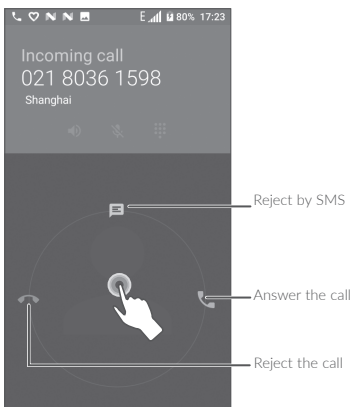 E 80% 17:23
Incoming call
021 8036 1598
Shanghai
Reject by SMS
Answer the call
Reject the call